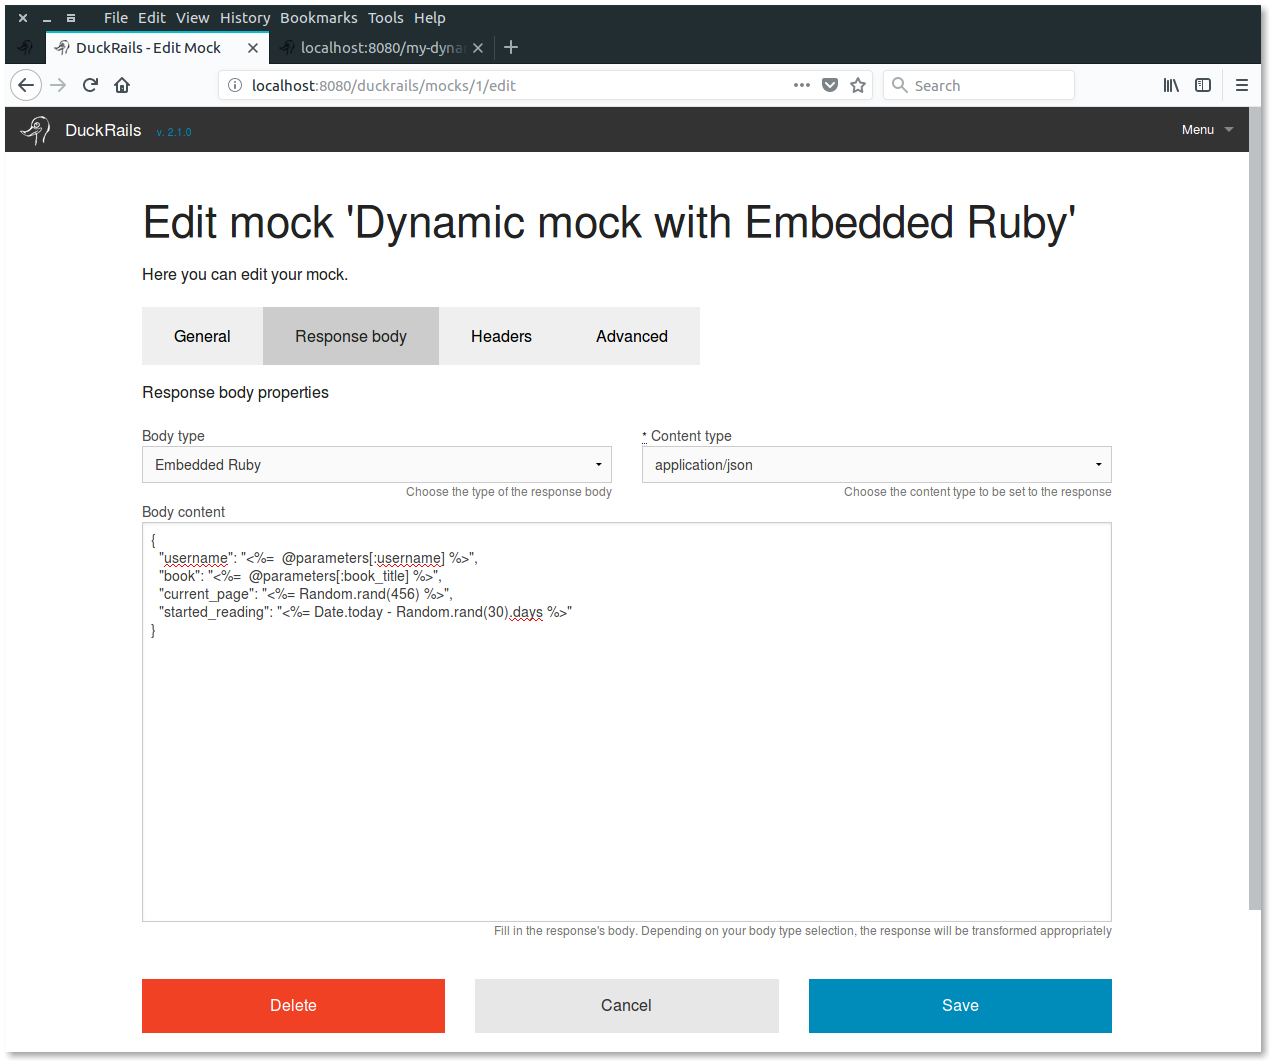 File Edit View History Bookmarks Tools Help
DuckRails - Edit Mock
localhost:8080/my-dyna
localhost:8080/duckrails/mocks/1/edit
Search
DuckRails v. 2.1.0
Menu
Edit mock 'Dynamic mock with Embedded Ruby'
Here you can edit your mock.
General Response body Headers Advanced
Response body properties
Body type
* Content type
Embedded Ruby
application/json
Choose the type of the response body
Choose the content type to be set to the response
Body content
{
"username": "<%=  @parameters[:username] %>",
"book": "<%=  @parameters[:book_title] %>",
"current_page": "<%= Random.rand(456) %>",
"started_reading": "<%= Date.today - Random.rand(30).days %>"
}
Fill in the response's body. Depending on your body type selection, the response will be transformed appropriately
Delete
Cancel
Save